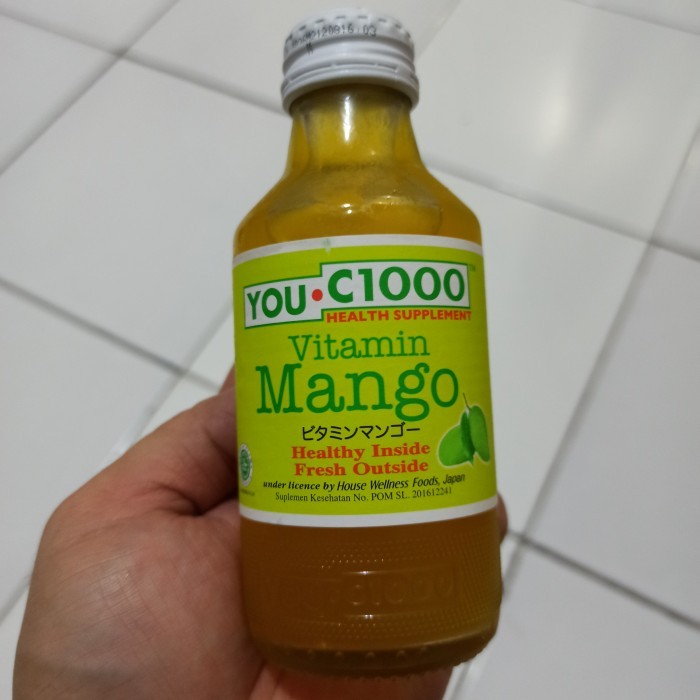 YOU•C1000™
HEALTH SUPPLEMENT
Vitamin
Mango
ビタミンマンゴー
Healthy Inside
Fresh Outside
under licence by House Wellness Foods, Japan
Suplemen Kesehatan No. POM SL. 201612241